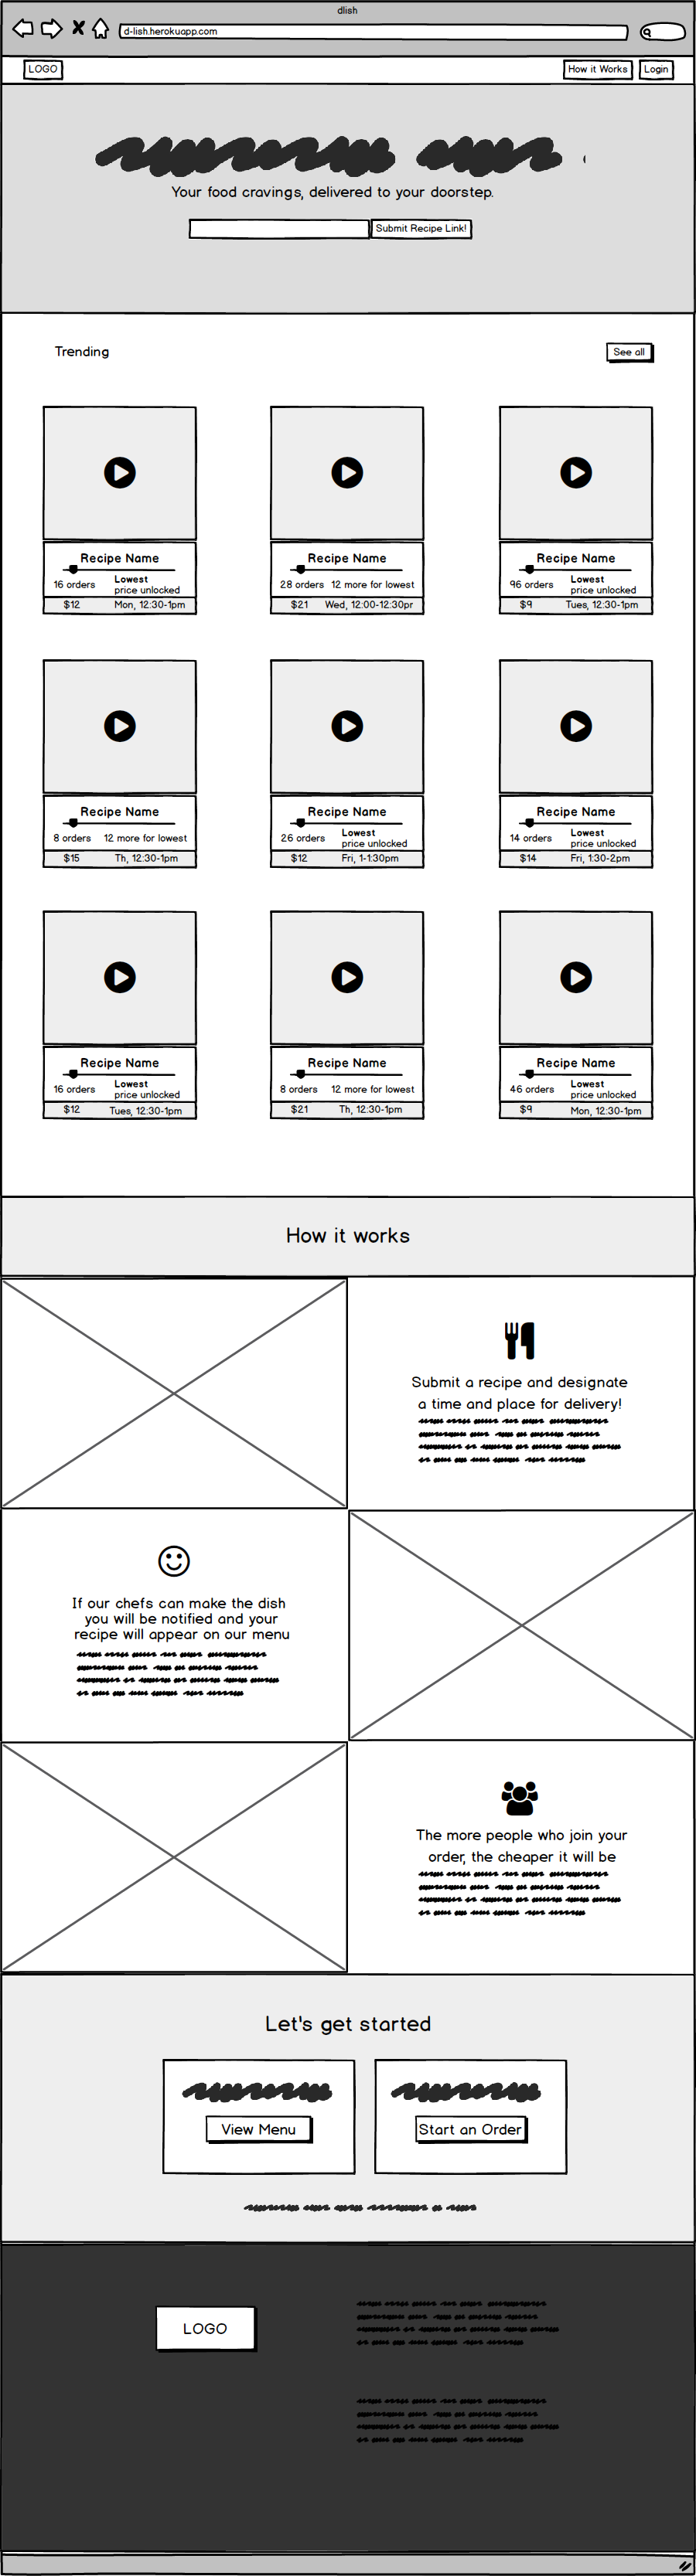 dlish
d-lish.herokuapp.com
LOGO
How it Works
Login
Your food cravings, delivered to your doorstep.
Submit Recipe Link!
Trending
See all
Recipe Name
16 orders
Lowest
price unlocked
$12
Mon, 12:30-1pm
Recipe Name
28 orders
12 more for lowest
$21
Wed, 12:00-12:30pr
Recipe Name
96 orders
Lowest
price unlocked
$9
Tues, 12:30-1pm
Recipe Name
8 orders
12 more for lowest
$15
Th, 12:30-1pm
Recipe Name
26 orders
Lowest
price unlocked
$12
Fri, 1-1:30pm
Recipe Name
14 orders
Lowest
price unlocked
$14
Fri, 1:30-2pm
Recipe Name
16 orders
Lowest
price unlocked
$12
Tues, 12:30-1pm
Recipe Name
8 orders
12 more for lowest
$21
Th, 12:30-1pm
Recipe Name
46 orders
Lowest
price unlocked
$9
Mon, 12:30-1pm
How it works
Submit a recipe and designate
a time and place for delivery!
If our chefs can make the dish
you will be notified and your
recipe will appear on our menu
The more people who join your
order, the cheaper it will be
Let's get started
View Menu
Start an Order
LOGO